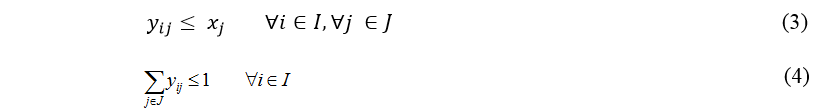 y_{ij} ≤ x_j ∀i ∈ I, ∀j ∈ J (3)
∑_{j∈J} y_{ij} ≤ 1 ∀i ∈ I (4)